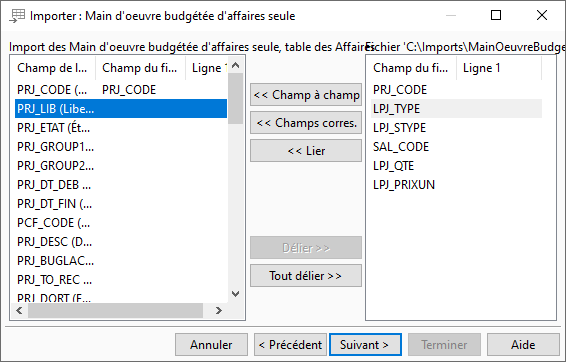 Importer : Main d'oeuvre budgétée d'affaires seule
Import des Main d'oeuvre budgétée d'affaires seule, table des Affaires
Fichier 'C:\Imports\MainOeuvreBudge
Champ de l... Champ du fi... Ligne 1
PRJ_CODE (... PRJ_CODE
PRJ_LIB (Libe...
PRJ_ETAT (Ét...
PRJ_GROUP1...
PRJ_GROUP2...
PRJ_DT_DEB ...
PRJ_DT_FIN (...
PCF_CODE (...
PRJ_DESC (D...
PRJ_BUGLAC...
PRJ_TO_REC ...
PRJ_DORT (E...
<< Champ à champ
<< Champs corres.
<< Lier
Délier >>
Tout délier >>
Champ du fi... Ligne 1
PRJ_CODE
LPJ_TYPE
LPJ_STYPE
SAL_CODE
LPJ_QTE
LPJ_PRIXUN
Annuler
< Précédent
Suivant >
Terminer
Aide